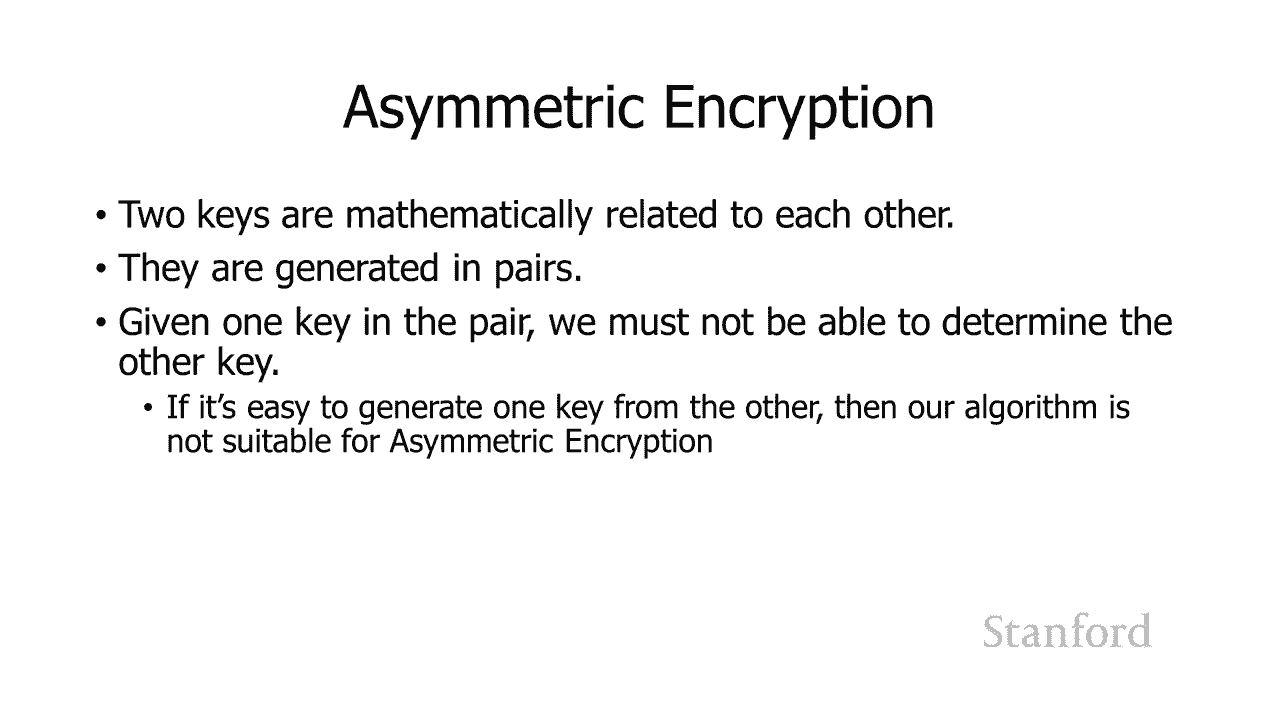 Asymmetric Encryption
• Two keys are mathematically related to each other.
• They are generated in pairs.
• Given one key in the pair, we must not be able to determine the
other key.
• If it’s easy to generate one key from the other, then our algorithm is
not suitable for Asymmetric Encryption
Stanford